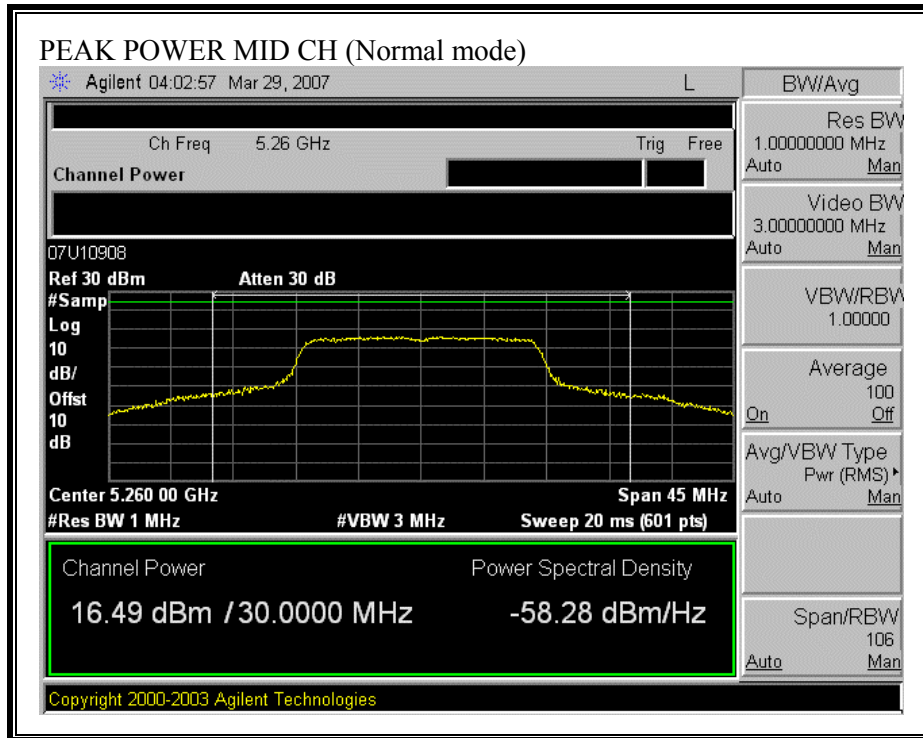 PEAK POWER MID CH (Normal mode)
Agilent 04:02:57 Mar 29, 2007 L
Ch Freq 5.26 GHz Trig Free
Channel Power
07U10908
Ref 30 dBm Atten 30 dB
#Samp
Log
10
dB/
Offst
10
dB
Center 5.260 00 GHz Span 45 MHz
#Res BW 1 MHz #VBW 3 MHz Sweep 20 ms (601 pts)
Channel Power Power Spectral Density
16.49 dBm / 30.0000 MHz -58.28 dBm/Hz
Copyright 2000-2003 Agilent Technologies
BW/Avg
Res BW
1.00000000 MHz
Auto Man
Video BW
3.00000000 MHz
Auto Man
VBW/RBW
1.00000
Average
100
On Off
Avg/VBW Type
Pwr (RMS)
Auto Man
Span/RBW
106
Auto Man